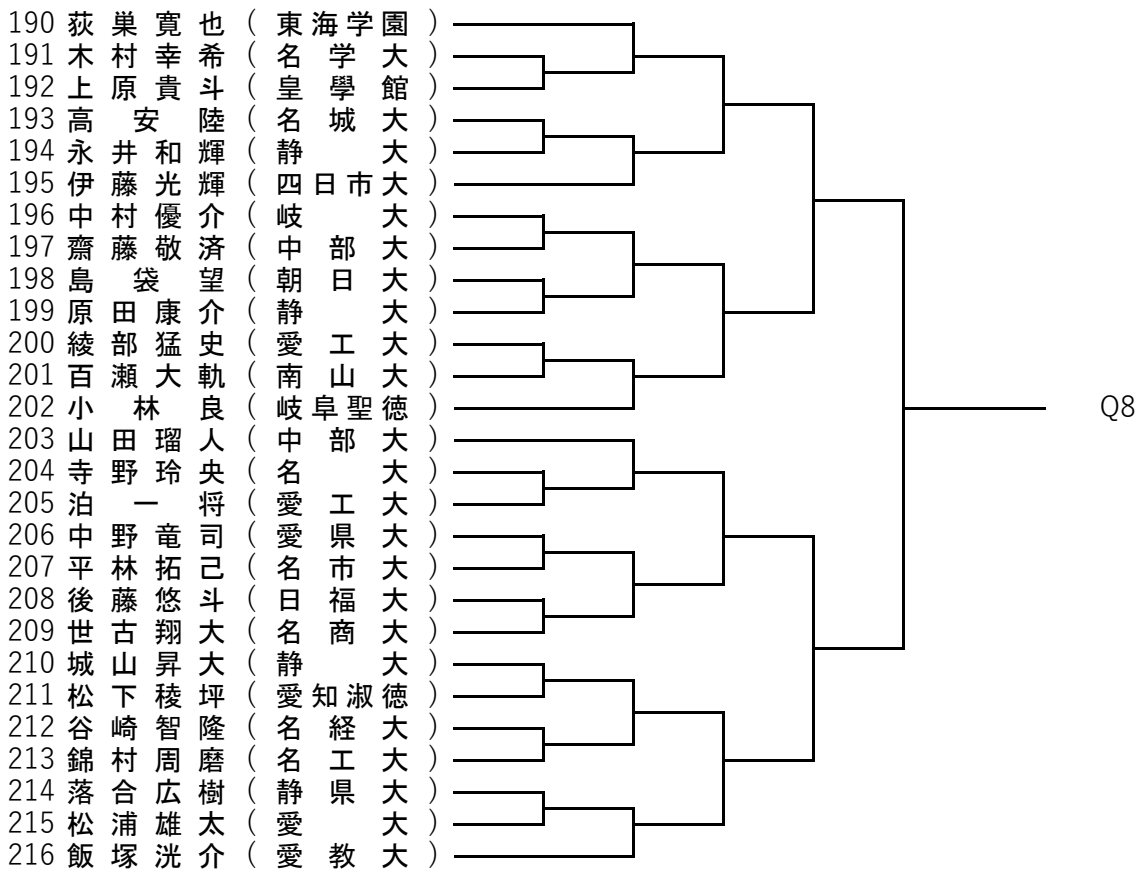 190 荻巣寛也 ( 東海学園 )
191 木村幸希 ( 名学大 )
192 上原貴斗 ( 皇學館 )
193 高安陸 ( 名城大 )
194 永井和輝 ( 静大 )
195 伊藤光輝 ( 四日市大 )
196 中村優介 ( 岐大 )
197 齋藤敬済 ( 中部大 )
198 島袋望 ( 朝日大 )
199 原田康介 ( 静大 )
200 綾部猛史 ( 愛工大 )
201 百瀬大軌 ( 南山大 )
202 小林良 ( 岐阜聖徳 )
Q8
203 山田瑠人 ( 中部大 )
204 寺野玲央 ( 名大 )
205 泊一将 ( 愛工大 )
206 中野竜司 ( 愛県大 )
207 平林拓己 ( 名市大 )
208 後藤悠斗 ( 日福大 )
209 世古翔大 ( 名商大 )
210 城山昇大 ( 静大 )
211 松下稜坪 ( 愛知淑徳 )
212 谷崎智隆 ( 名経大 )
213 錦村周磨 ( 名工大 )
214 落合広樹 ( 静県大 )
215 松浦雄太 ( 愛大 )
216 飯塚洸介 ( 愛教大 )